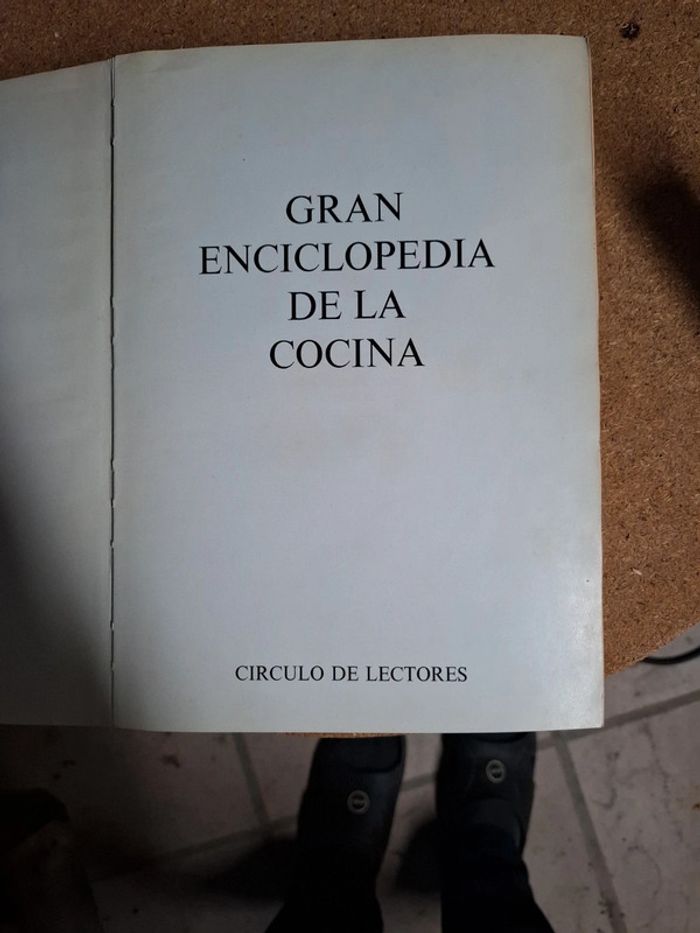 GRAN
ENCICLOPEDIA
DE LA
COCINA
CIRCULO DE LECTORES